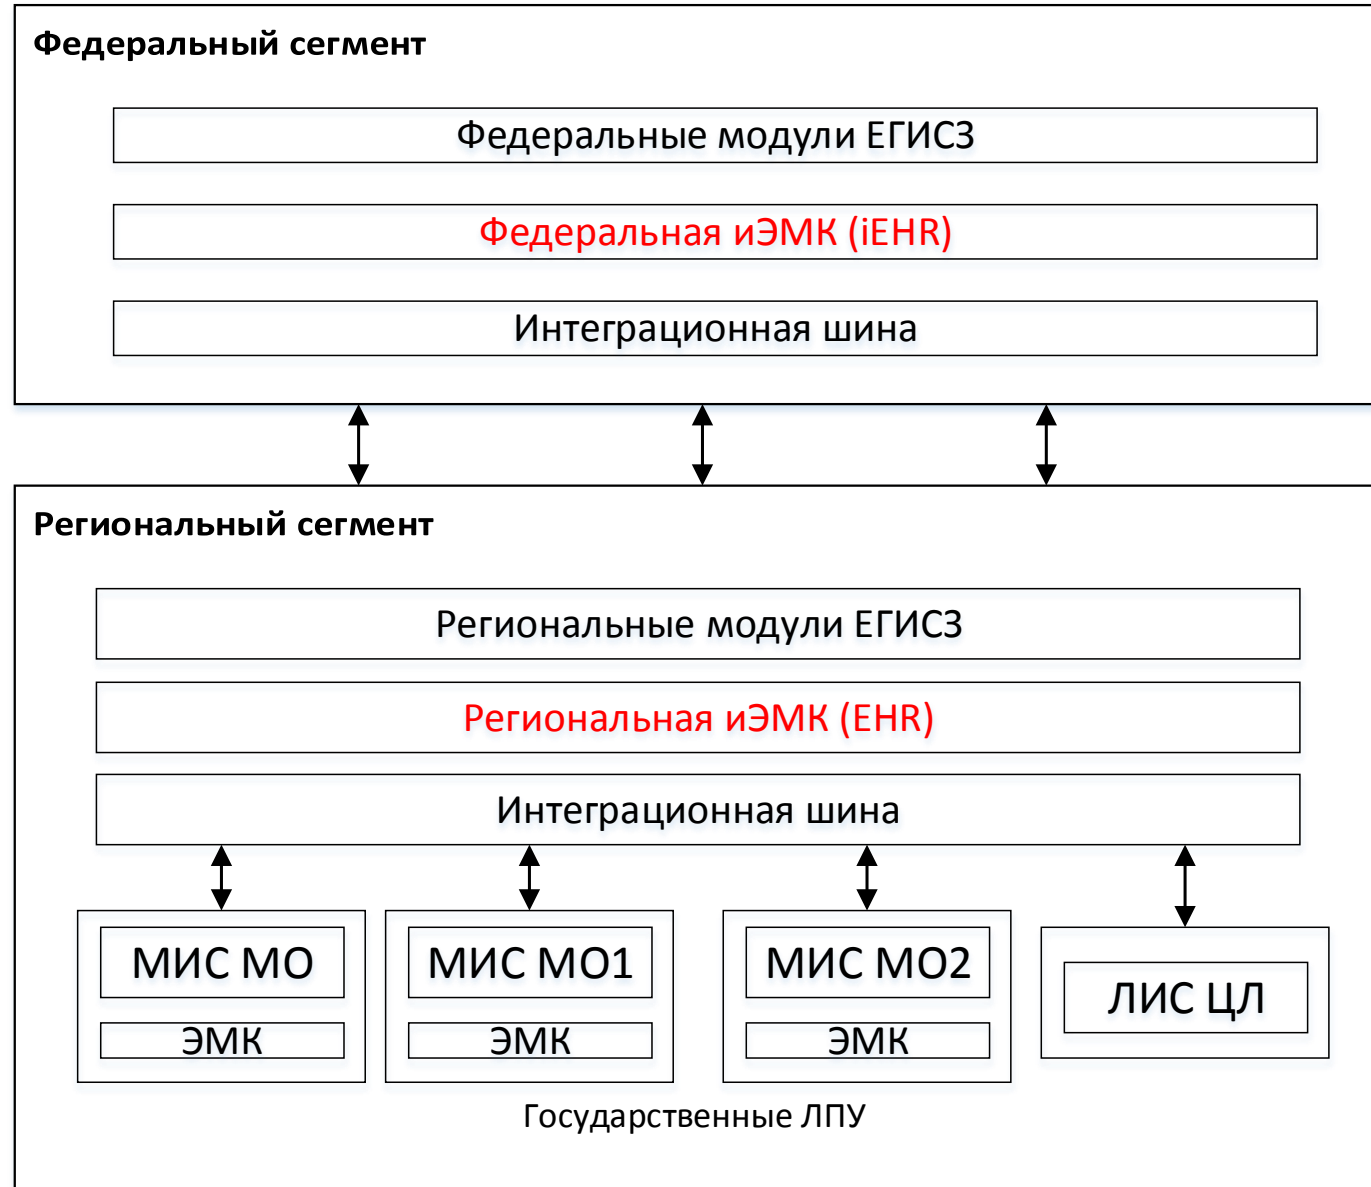 Федеральный сегмент
Федеральные модули ЕГИСЗ
Федеральная иЭМК (iEHR)
Интеграционная шина
Региональный сегмент
Региональные модули ЕГИСЗ
Региональная иЭМК (EHR)
Интеграционная шина
МИС МО
МИС МО1
МИС МО2
ЛИС ЦЛ
ЭМК
ЭМК
ЭМК
Государственные ЛПУ